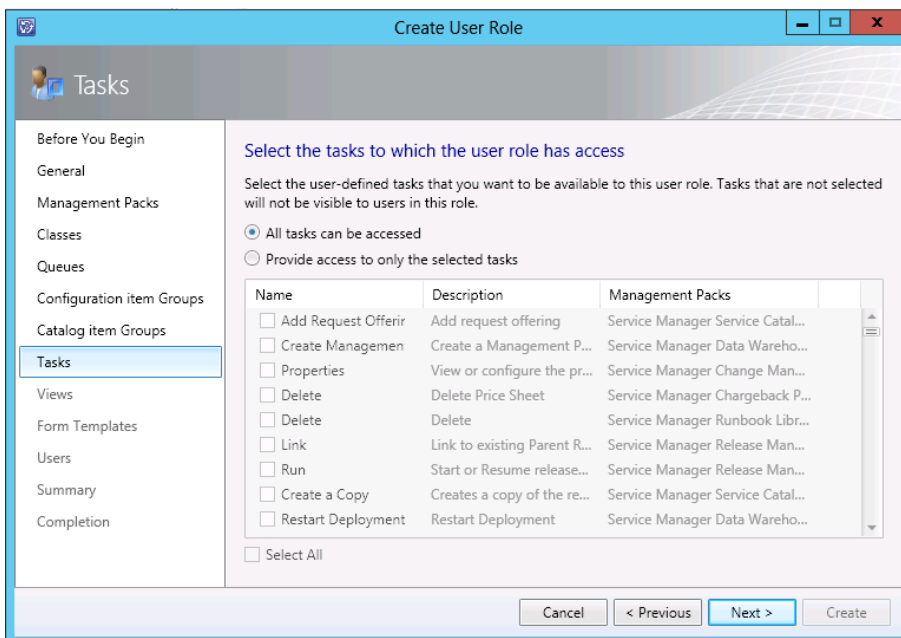 Create User Role
Tasks
Before You Begin
General
Management Packs
Classes
Queues
Configuration item Groups
Catalog item Groups
Tasks
Views
Form Templates
Users
Summary
Completion
Select the tasks to which the user role has access
Select the user-defined tasks that you want to be available to this user role. Tasks that are not selected
will not be visible to users in this role.
All tasks can be accessed
Provide access to only the selected tasks
Name Description Management Packs
Add Request Offerir Add request offering Service Manager Service Catal...
Create Managemen Create a Management P... Service Manager Data Wareho...
Properties View or configure the pr... Service Manager Change Man...
Delete Delete Price Sheet Service Manager Chargeback P...
Delete Delete Service Manager Runbook Libr...
Link Link to existing Parent R... Service Manager Release Man...
Run Start or Resume release... Service Manager Release Man...
Create a Copy Creates a copy of the re... Service Manager Service Catal...
Restart Deployment Restart Deployment Service Manager Data Wareho...
Select All
Cancel < Previous Next > Create